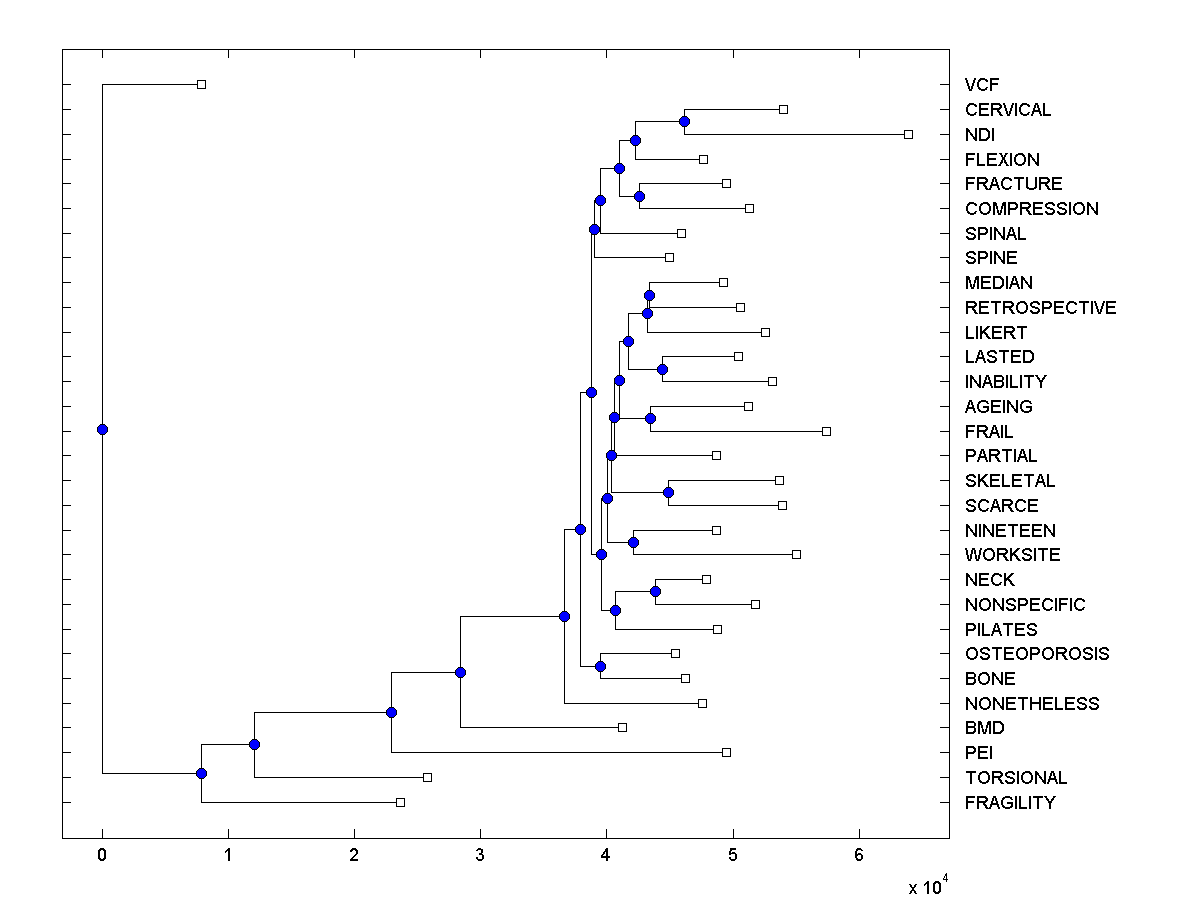 VCF
CERVICAL
NDI
FLEXION
FRACTURE
COMPRESSION
SPINAL
SPINE
MEDIAN
RETROSPECTIVE
LIKERT
LASTED
INABILITY
AGEING
FRAIL
PARTIAL
SKELETAL
SCARCE
NINETEEN
WORKSITE
NECK
NONSPECIFIC
PILATES
OSTEOPOROSIS
BONE
NONETHELESS
BMD
PEI
TORSIONAL
FRAGILITY
0 1 2 3 4 5 6
x 10^4